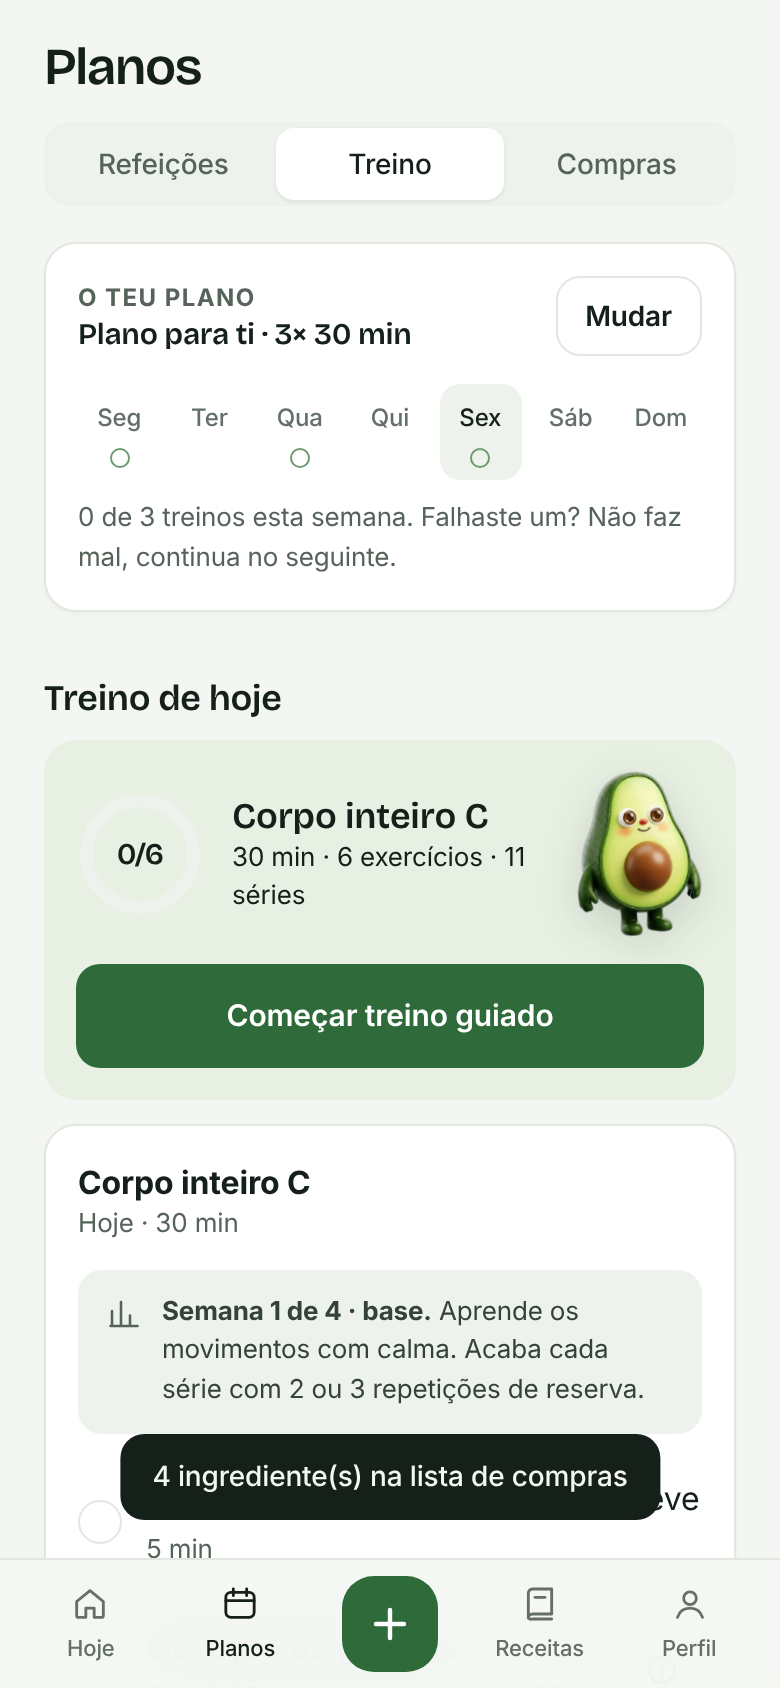 Planos
Refeições
Treino
Compras
O TEU PLANO
Plano para ti · 3× 30 min
Mudar
Seg
Ter
Qua
Qui
Sex
Sáb
Dom
0 de 3 treinos esta semana. Falhaste um? Não faz
mal, continua no seguinte.
Treino de hoje
0/6
Corpo inteiro C
30 min · 6 exercícios · 11
séries
Começar treino guiado
Corpo inteiro C
Hoje · 30 min
Semana 1 de 4 · base. Aprende os
movimentos com calma. Acaba cada
série com 2 ou 3 repetições de reserva.
4 ingrediente(s) na lista de compras
5 min
Hoje
Planos
Receitas
Perfil